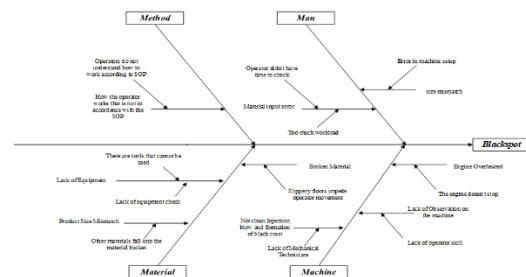 Method
Man
Operators do not
understand how to
work according to SOP
How the operator
works that is not in
accordance with the
SOP
Operator didn't have
time to check
Material input error
Too much workload
Error in machine setup
size mismatch
Blackspot
There are tools that cannot be
used
Lack of Equipment
Lack of equipment check
Product Size Mismatch
Other materials fall into the
material bucket
Broken Material
Slippery floors impede
operator movement
Engine Overheated
The engine doesn't stop
Not clean Injection
blow and formation of
black crust
Lack of Mechanical
Technicians
Lack of Observation on
the machine
Lack of operator skill
Material
Machine